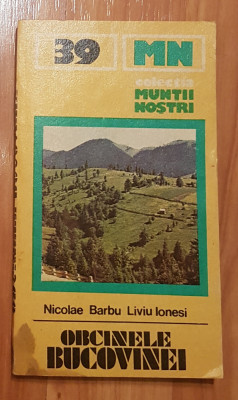 39 MN
colecția
MUNȚII
NOȘTRI
Nicolae Barbu Liviu Ionesi
OBCINELE
BUCOVINEI